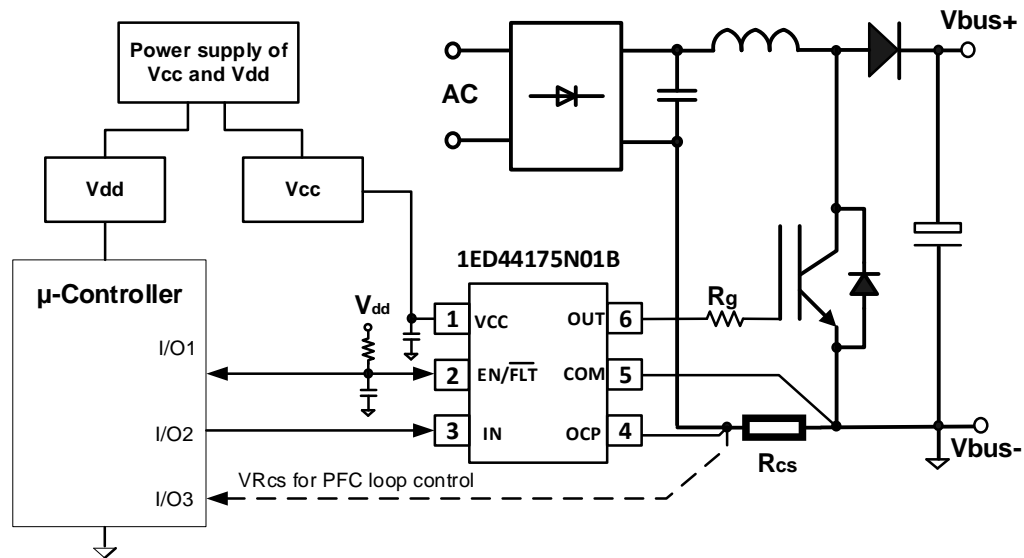 Power supply of
Vcc and Vdd
Vdd
Vcc
AC
Vbus+
µ-Controller
I/O1
I/O2
I/O3
Vdd
1ED44175N01B
1 VCC
2 EN/FLT
3 IN
OUT 6
COM 5
OCP 4
Rg
Rcs
Vbus-
VRcs for PFC loop control